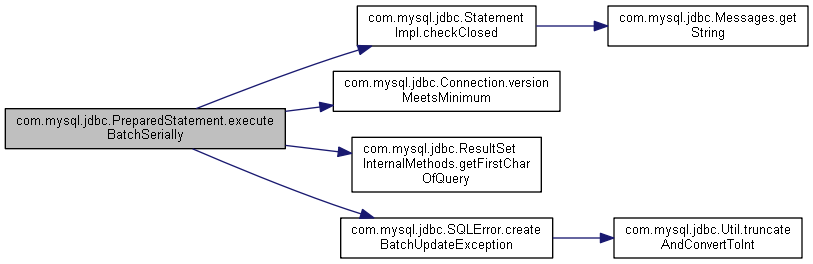 com.mysql.jdbc.Statement
Impl.checkClosed
com.mysql.jdbc.Messages.get
String
com.mysql.jdbc.Connection.version
MeetsMinimum
com.mysql.jdbc.PreparedStatement.execute
BatchSerially
com.mysql.jdbc.ResultSet
InternalMethods.getFirstChar
OfQuery
com.mysql.jdbc.SQLError.create
BatchUpdateException
com.mysql.jdbc.Util.truncate
AndConvertToInt